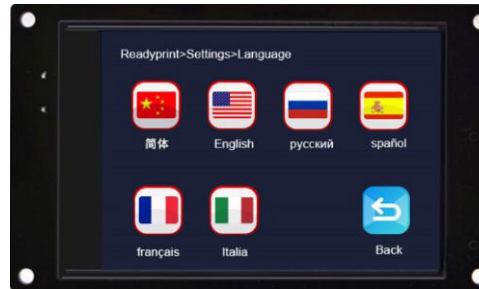 Readyprint>Settings>Language
简体 English русский spañol
français Italia Back